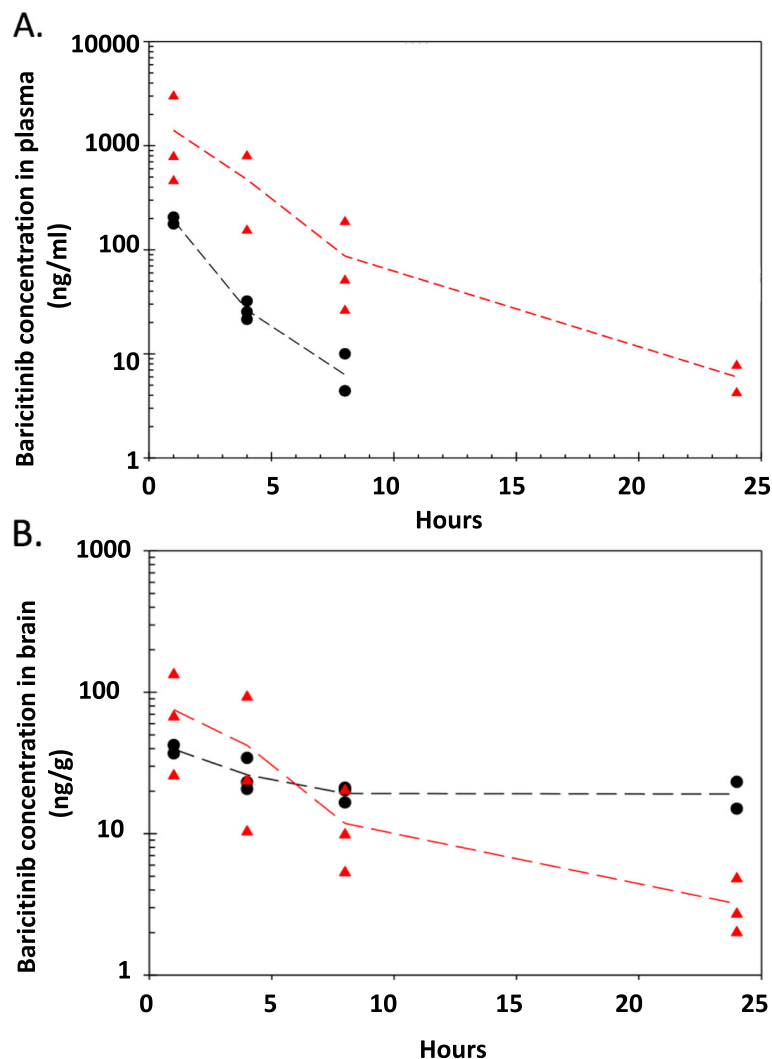 A.
Baricitinib concentration in plasma
(ng/ml)
10000
1000
100
10
1
0 5 10 15 20 25
Hours
B.
Baricitinib concentration in brain
(ng/g)
1000
100
10
1
0 5 10 15 20 25
Hours